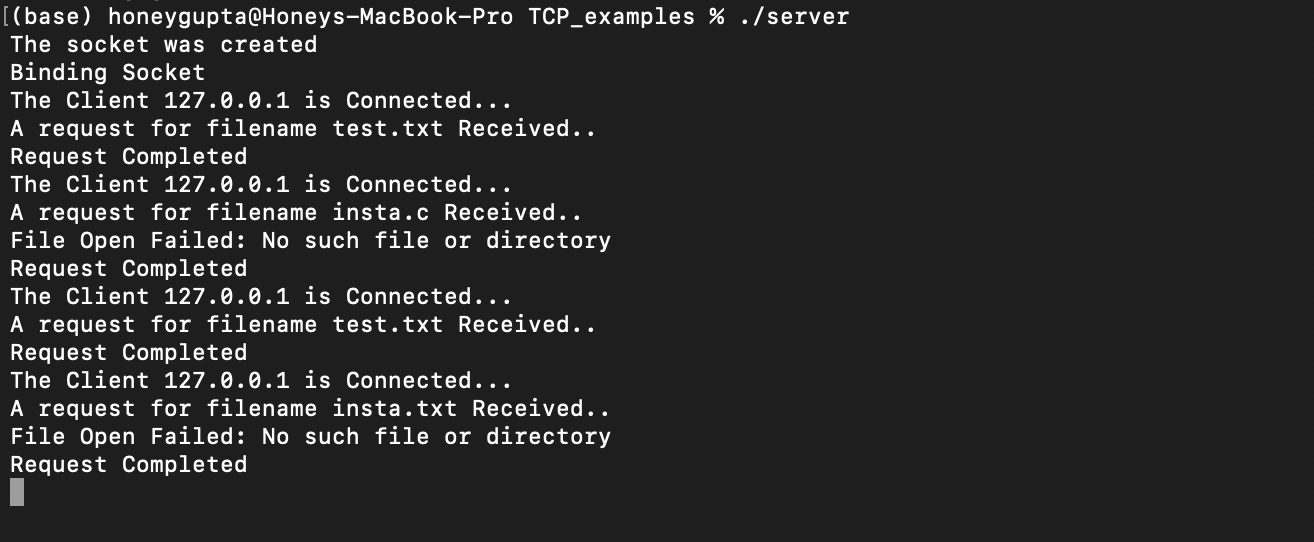 [(base) honeygupta@Honeys-MacBook-Pro TCP_examples % ./server
The socket was created
Binding Socket
The Client 127.0.0.1 is Connected...
A request for filename test.txt Received..
Request Completed
The Client 127.0.0.1 is Connected...
A request for filename insta.c Received..
File Open Failed: No such file or directory
Request Completed
The Client 127.0.0.1 is Connected...
A request for filename test.txt Received..
Request Completed
The Client 127.0.0.1 is Connected...
A request for filename insta.txt Received..
File Open Failed: No such file or directory
Request Completed